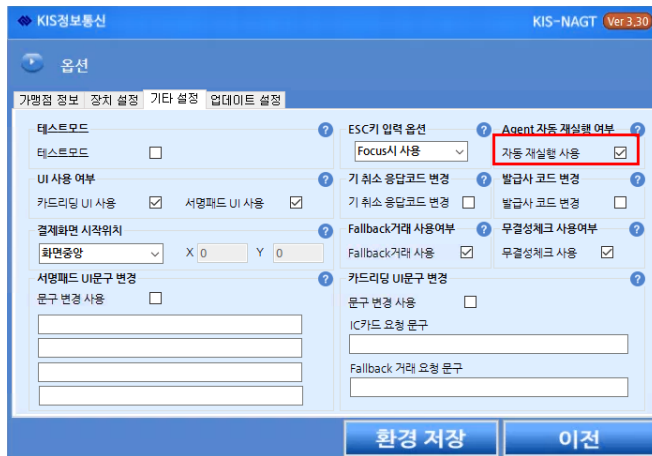 KIS정보통신
KIS-NAGT Ver 3,30
옵션
가맹점 정보 장치 설정 기타 설정 업데이트 설정
테스트모드
테스트모드
ESC키 입력 옵션
Focus시 사용
Agent 자동 재실행 여부
자동 재실행 사용
UI 사용 여부
카드리딩 UI 사용 서명패드 UI 사용
기 취소 응답코드 변경
기 취소 응답코드 변경
발급사 코드 변경
발급사 코드 변경
결제화면 시작위치
화면중앙 X 0 Y 0
Fallback거래 사용여부
Fallback거래 사용
무결성체크 사용여부
무결성체크 사용
서명패드 UI문구 변경
문구 변경 사용
카드리딩 UI문구 변경
문구 변경 사용
IC카드 요청 문구
Fallback 거래 요청 문구
환경 저장 이전